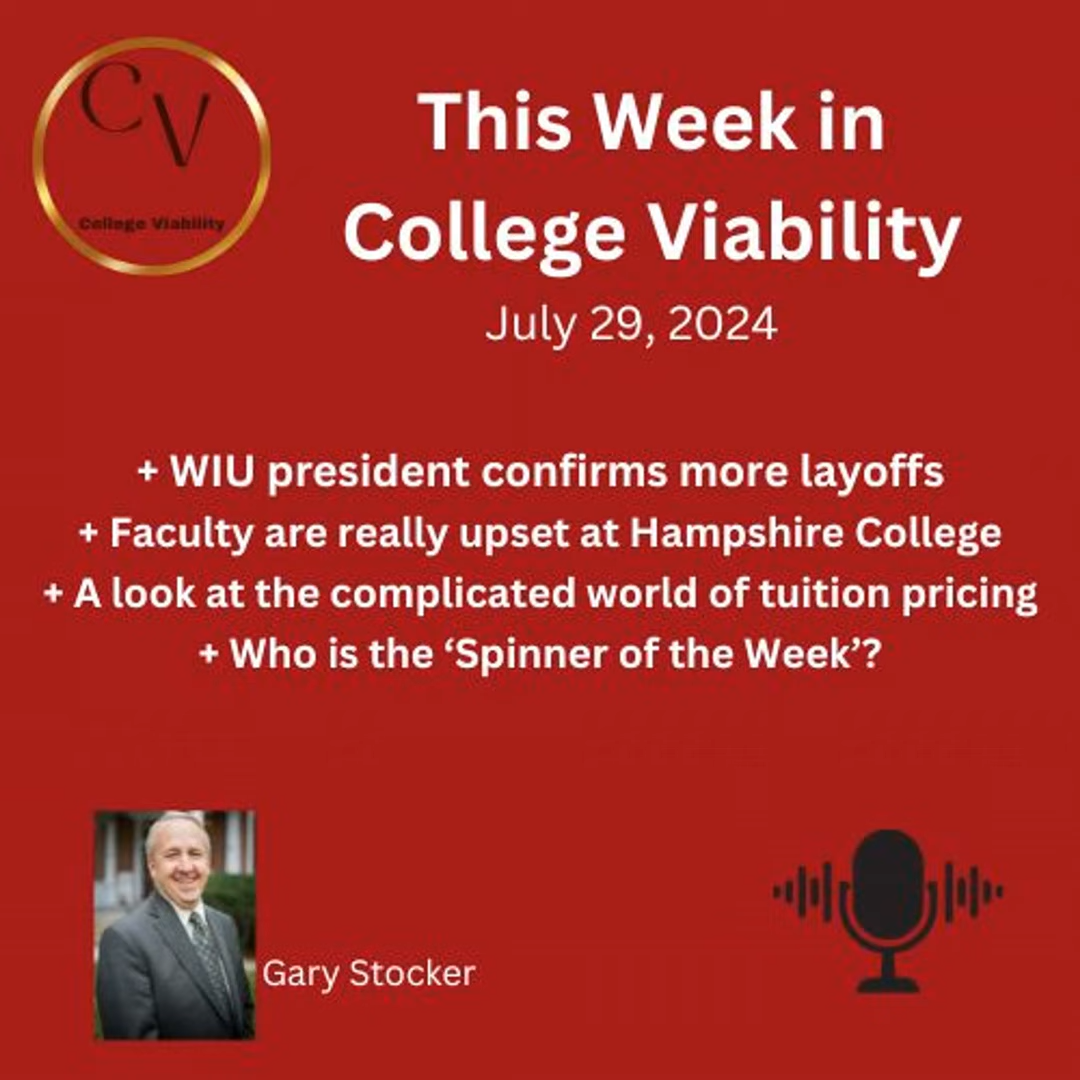 C V
College Viability
This Week in
College Viability
July 29, 2024
+ WIU president confirms more layoffs
+ Faculty are really upset at Hampshire College
+ A look at the complicated world of tuition pricing
+ Who is the ‘Spinner of the Week’?
Gary Stocker